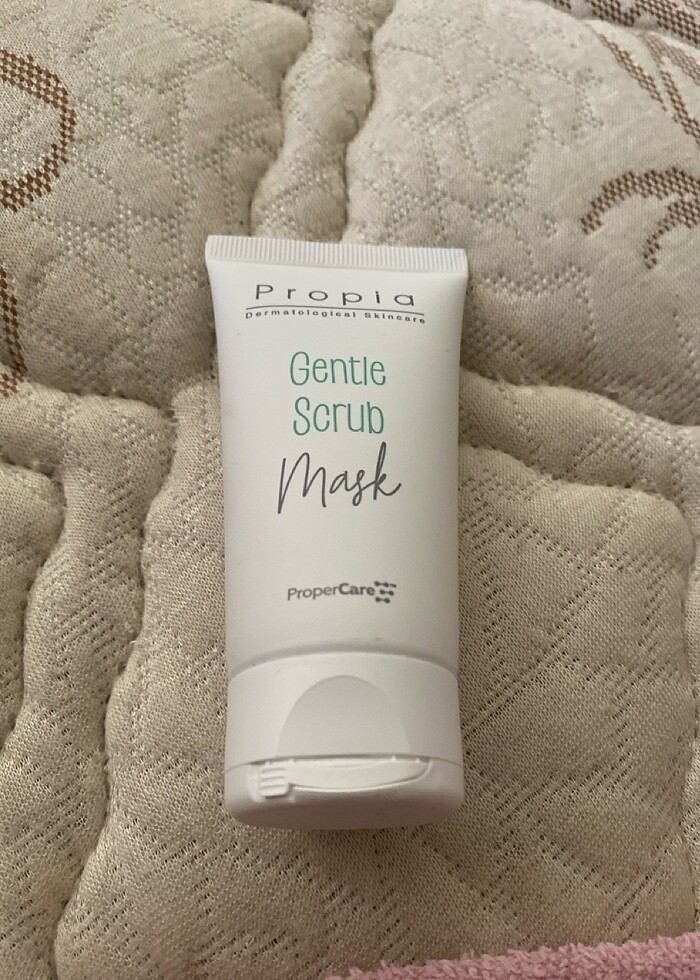 Propia
Dermatological Skincare
Gentle
Scrub
Mask
ProperCare